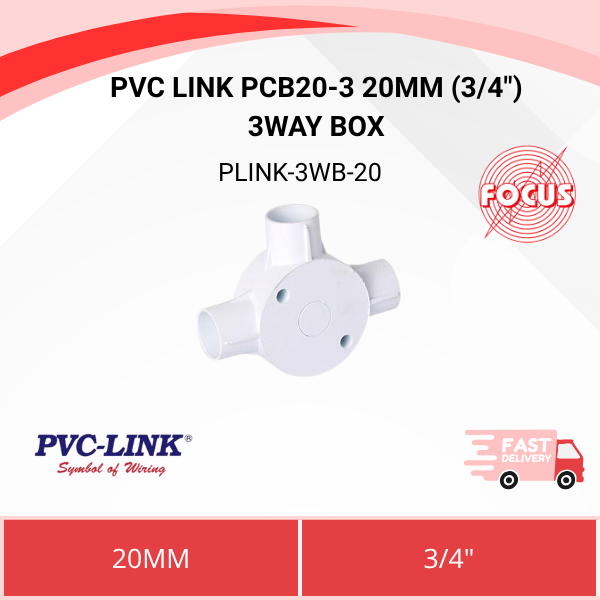 PVC LINK PCB20-3 20MM (3/4")
3WAY BOX
PLINK-3WB-20
FOCUS
PVC-LINK®
Symbol of Wiring
FAST
DELIVERY
20MM
3/4"